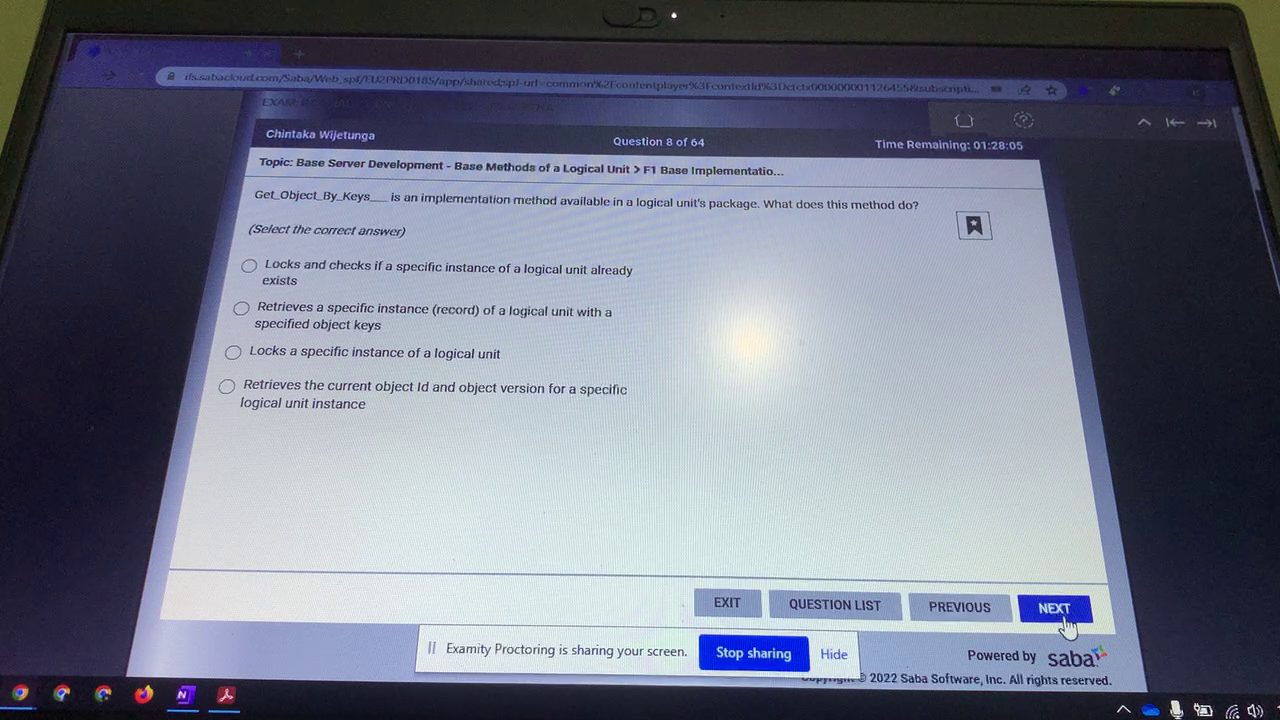 Chintaka Wijetunga
Question 8 of 64
Time Remaining: 01:28:05
Topic: Base Server Development - Base Methods of a Logical Unit > F1 Base Implementatio...
Get_Object_By_Keys___ is an implementation method available in a logical unit's package. What does this method do?
(Select the correct answer)
Locks and checks if a specific instance of a logical unit already
exists
Retrieves a specific instance (record) of a logical unit with a
specified object keys
Locks a specific instance of a logical unit
Retrieves the current object Id and object version for a specific
logical unit instance
EXIT
QUESTION LIST
PREVIOUS
NEXT
Examity Proctoring is sharing your screen.
Stop sharing
Hide
Powered by saba
© 2022 Saba Software, Inc. All rights reserved.